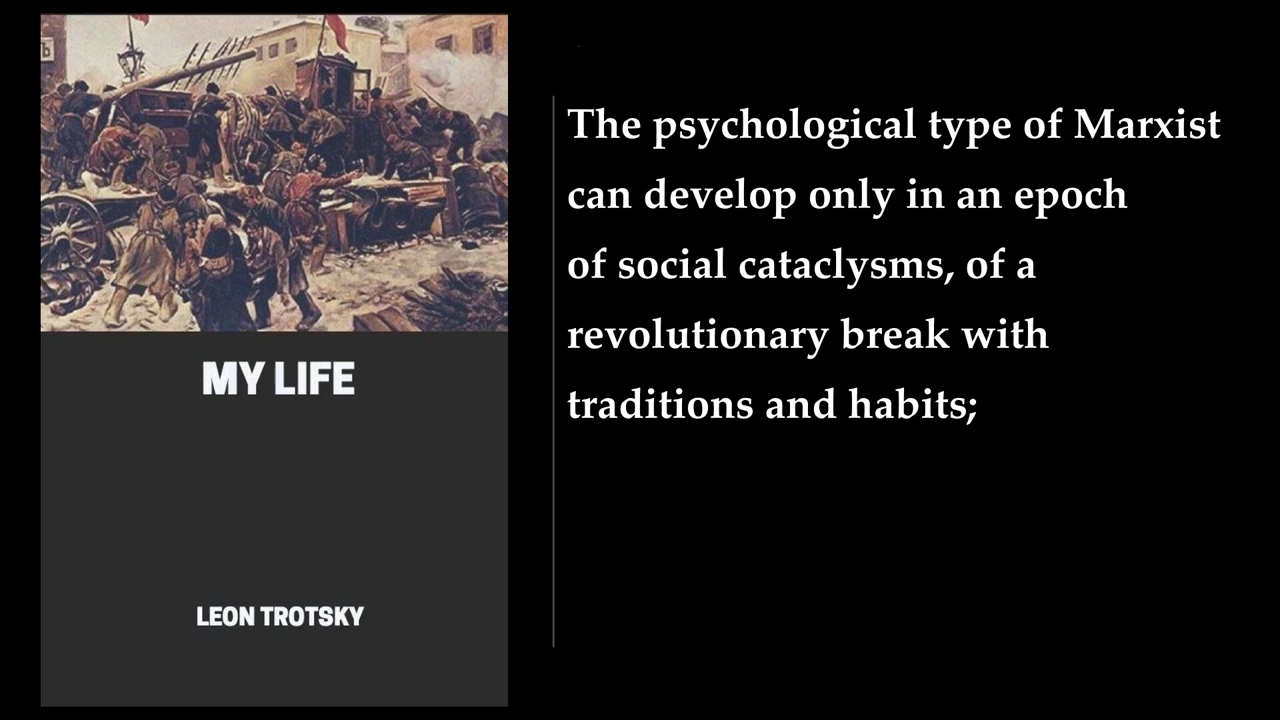 MY LIFE
LEON TROTSKY
The psychological type of Marxist
can develop only in an epoch
of social cataclysms, of a
revolutionary break with
traditions and habits;